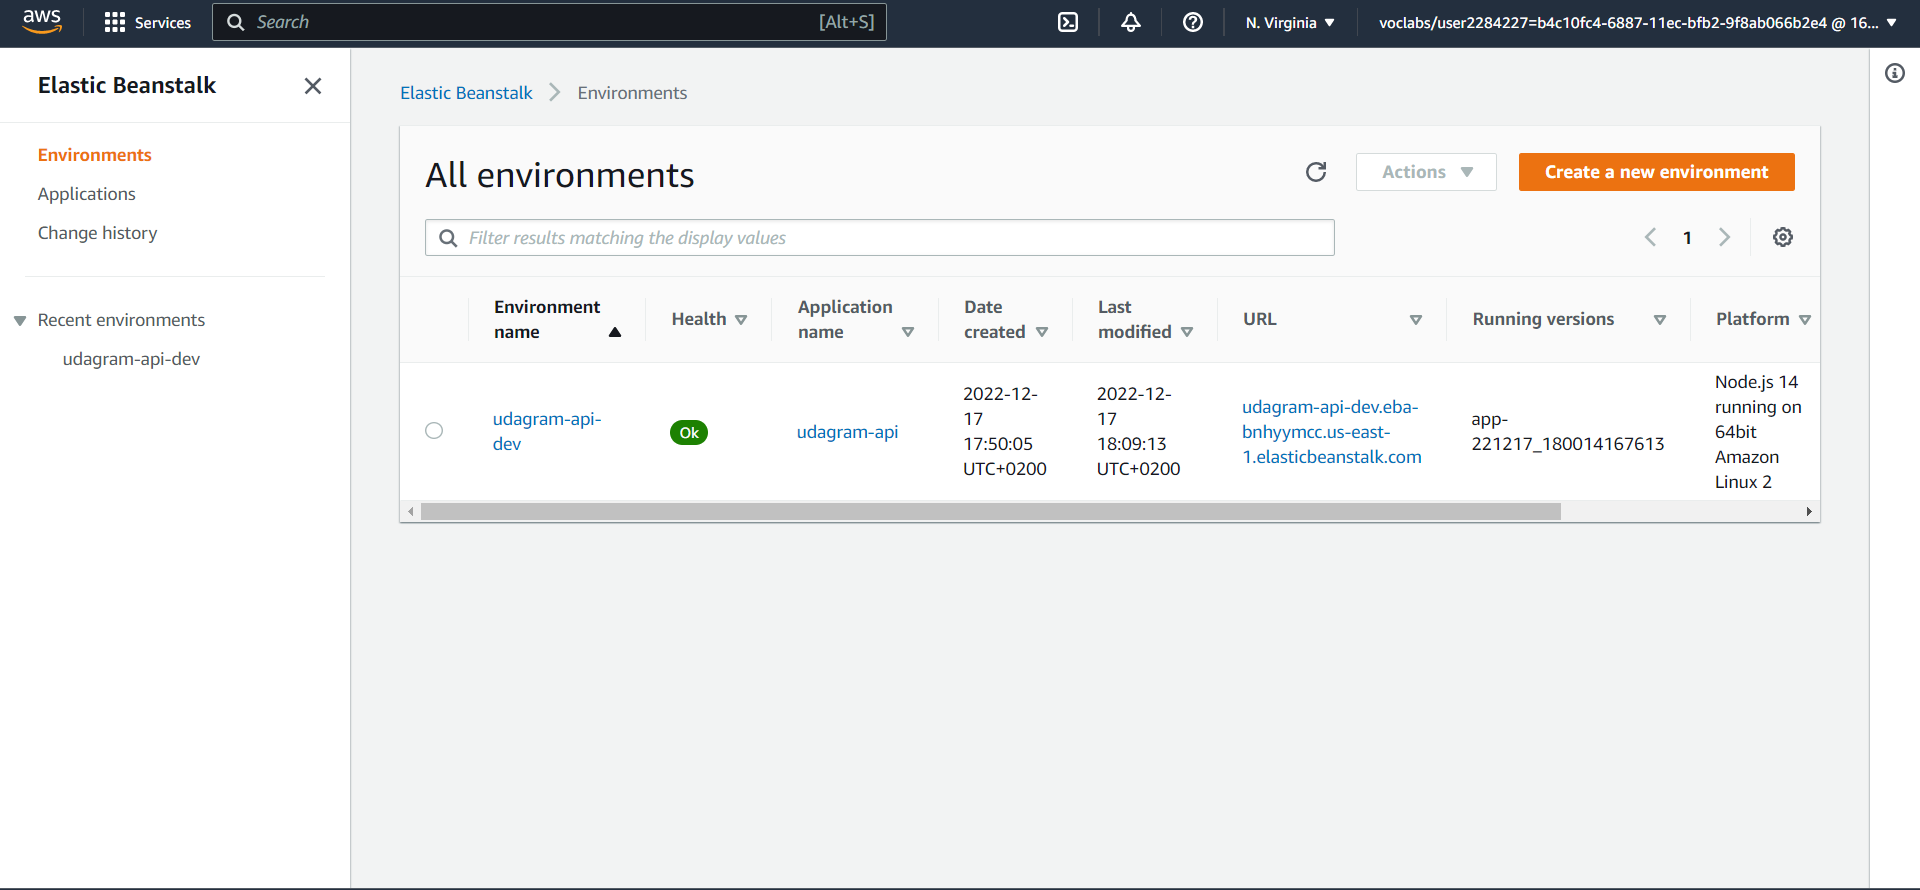 aws
Services
Search
[Alt+S]
N. Virginia
voclabs/user2284227=b4c10fc4-6887-11ec-bfb2-9f8ab066b2e4 @ 16...
Elastic Beanstalk
Environments
Applications
Change history
Recent environments
udagram-api-dev
Elastic Beanstalk
Environments
All environments
Actions
Create a new environment
Filter results matching the display values
1
Environment
name
Health
Application
name
Date
created
Last
modified
URL
Running versions
Platform
udagram-api-
dev
Ok
udagram-api
2022-12-
17
17:50:05
UTC+0200
2022-12-
17
18:09:13
UTC+0200
udagram-api-dev.eba-
bnhyymcc.us-east-
1.elasticbeanstalk.com
app-
221217_180014167613
Node.js 14
running on
64bit
Amazon
Linux 2